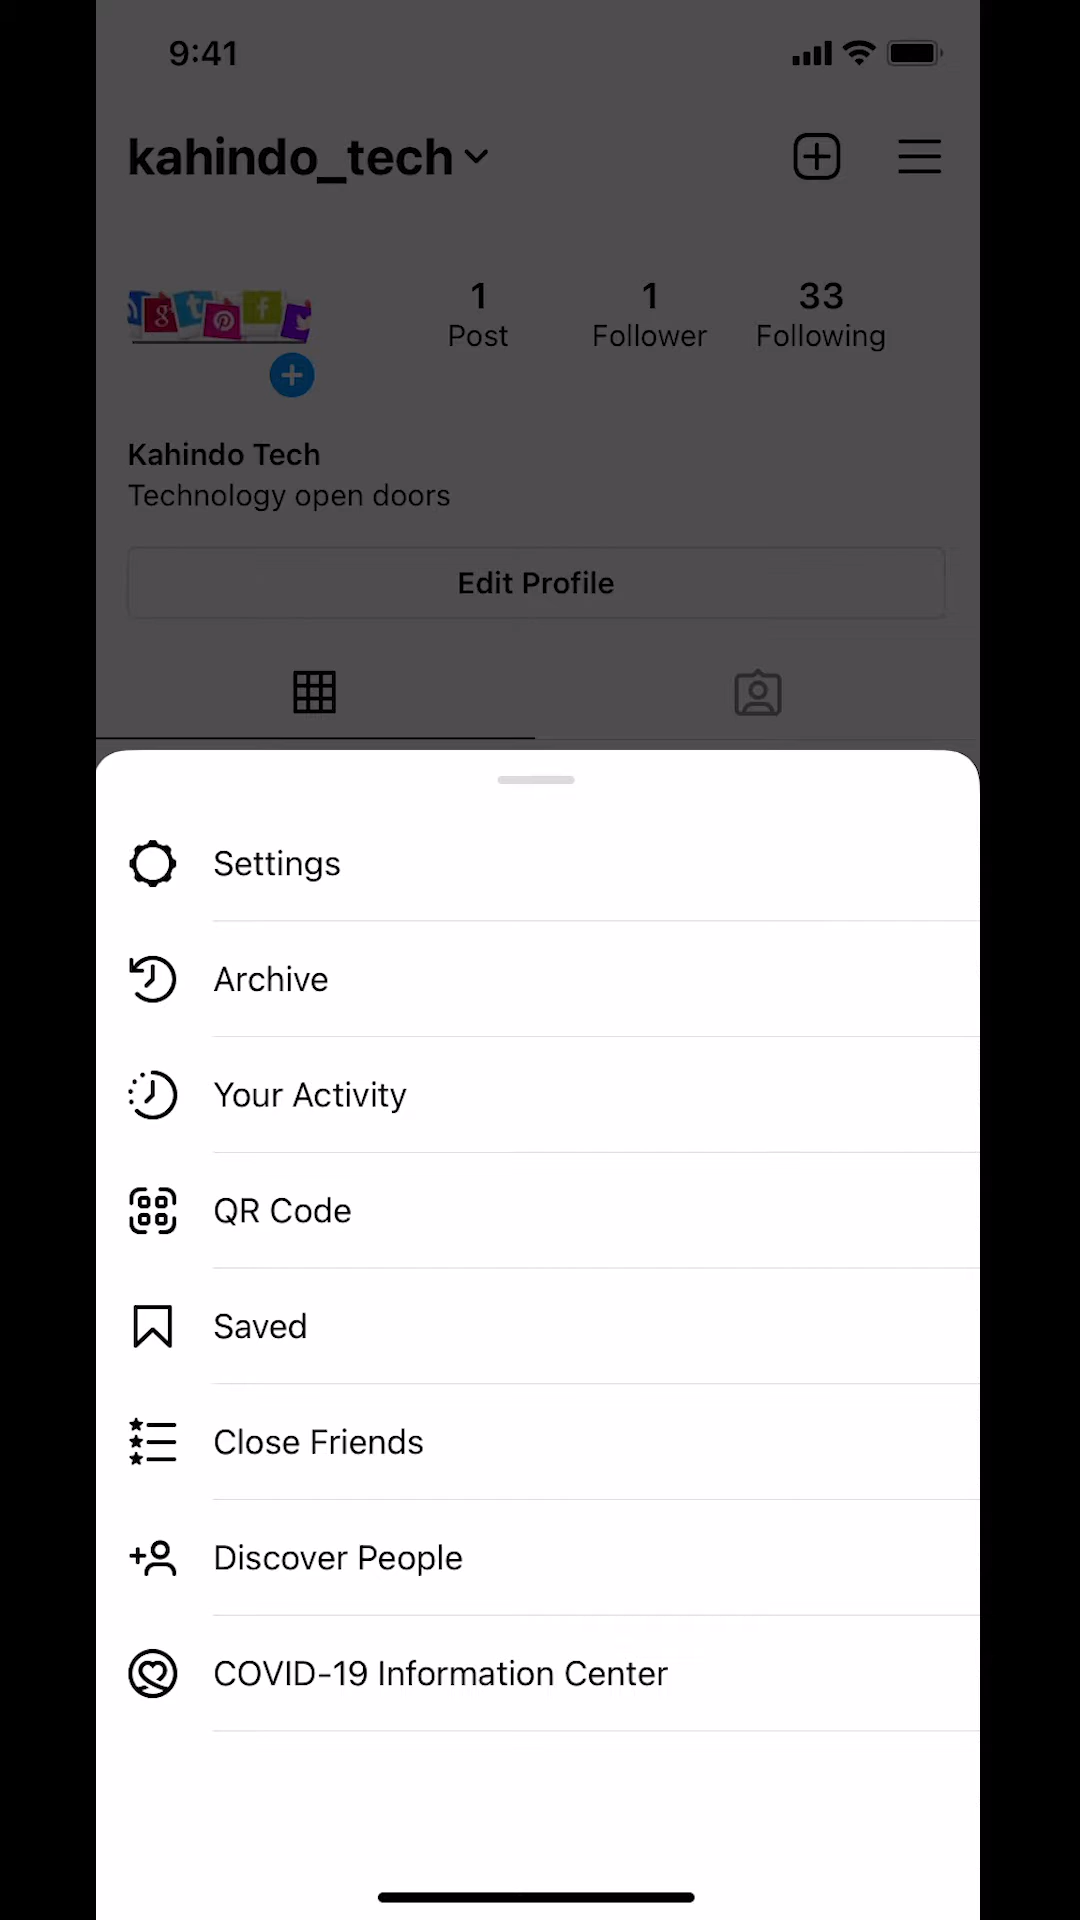 9:41
kahindo_tech
1 1 33
Post Follower Following
Kahindo Tech
Technology open doors
Edit Profile
Settings
Archive
Your Activity
QR Code
Saved
Close Friends
Discover People
COVID-19 Information Center